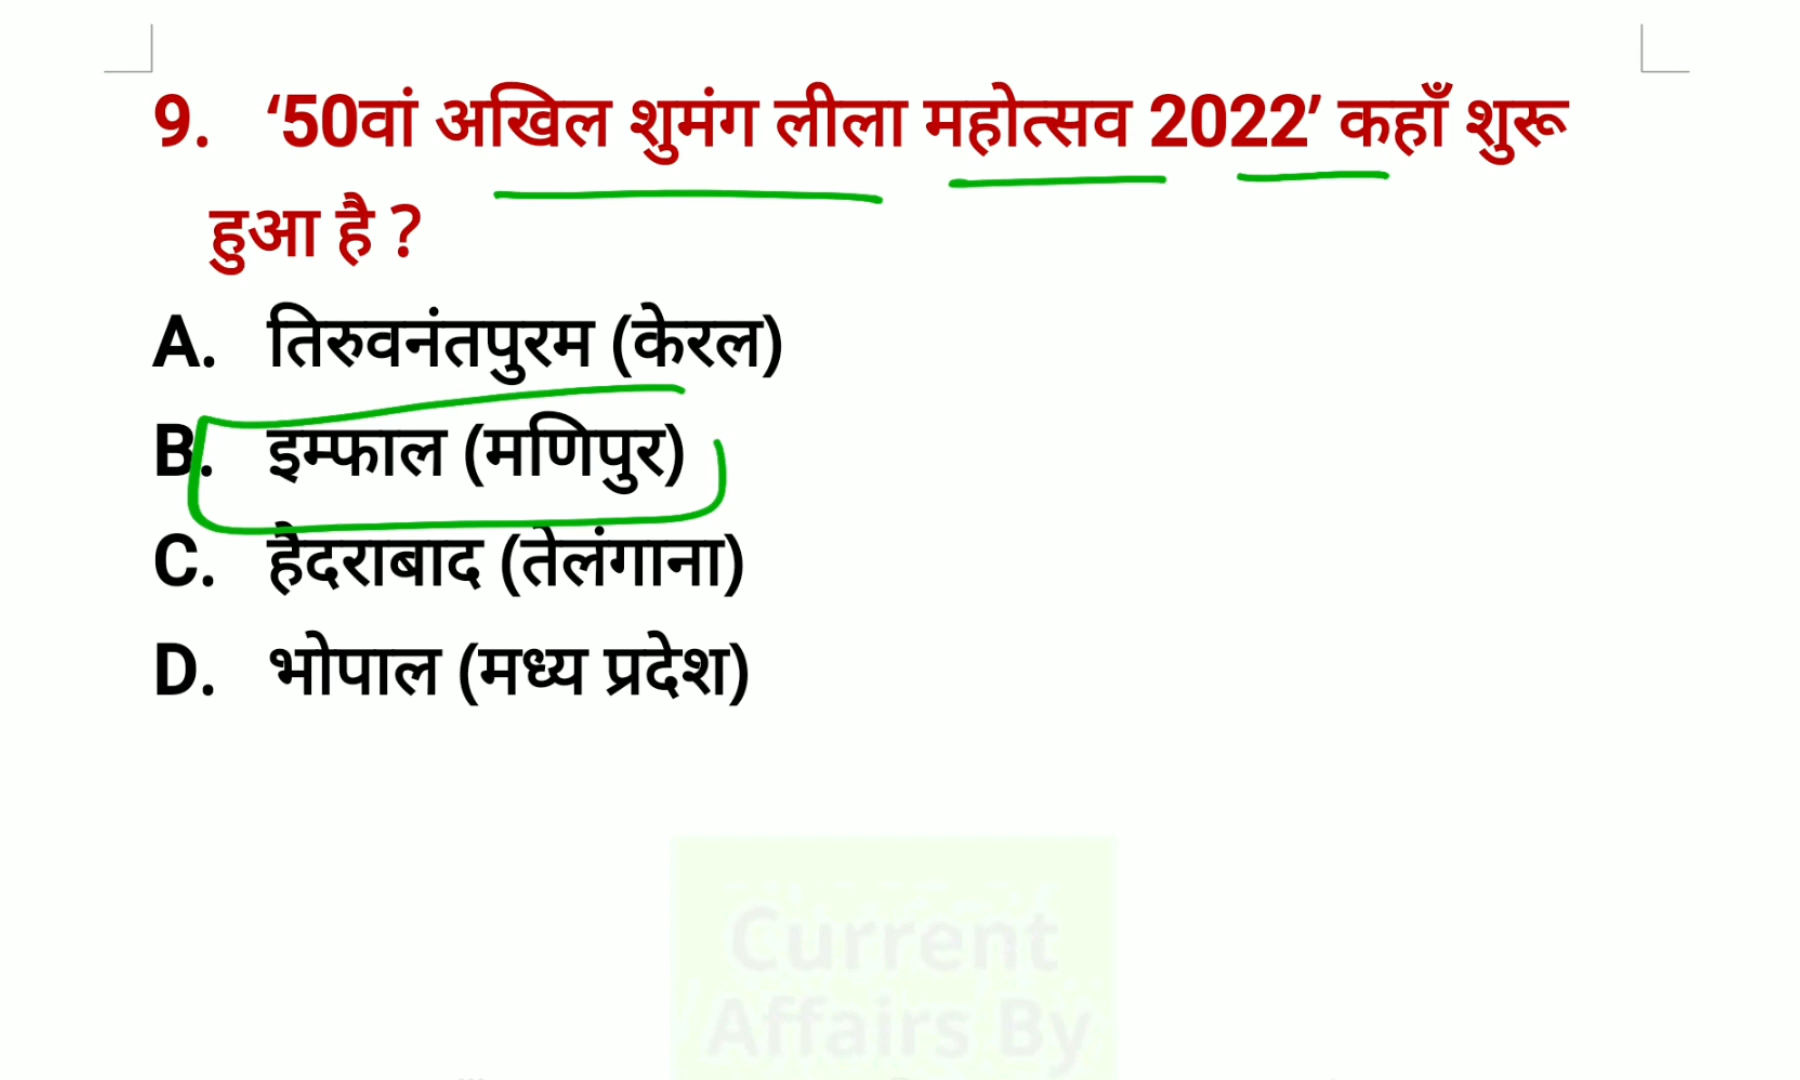 9. ‘50वां अखिल शुमंग लीला महोत्सव 2022’ कहाँ शुरू
हुआ है ?
A. तिरुवनंतपुरम (केरल)
B. इम्फाल (मणिपुर)
C. हैदराबाद (तेलंगाना)
D. भोपाल (मध्य प्रदेश)
Current
Affairs By